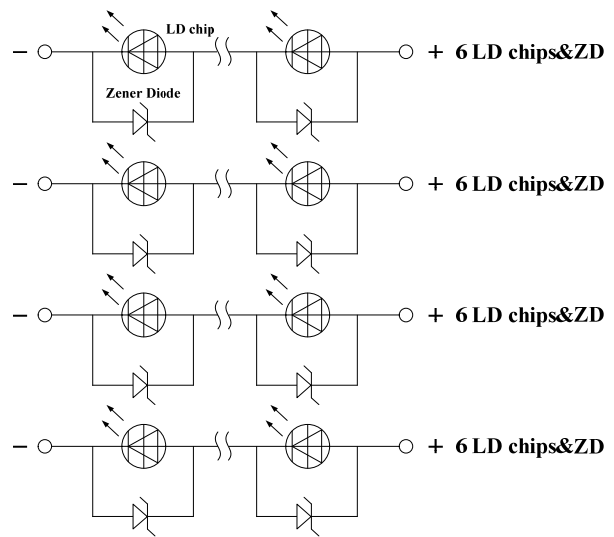 LD chip
− + 6 LD chips&ZD
Zener Diode
− + 6 LD chips&ZD
− + 6 LD chips&ZD
− + 6 LD chips&ZD